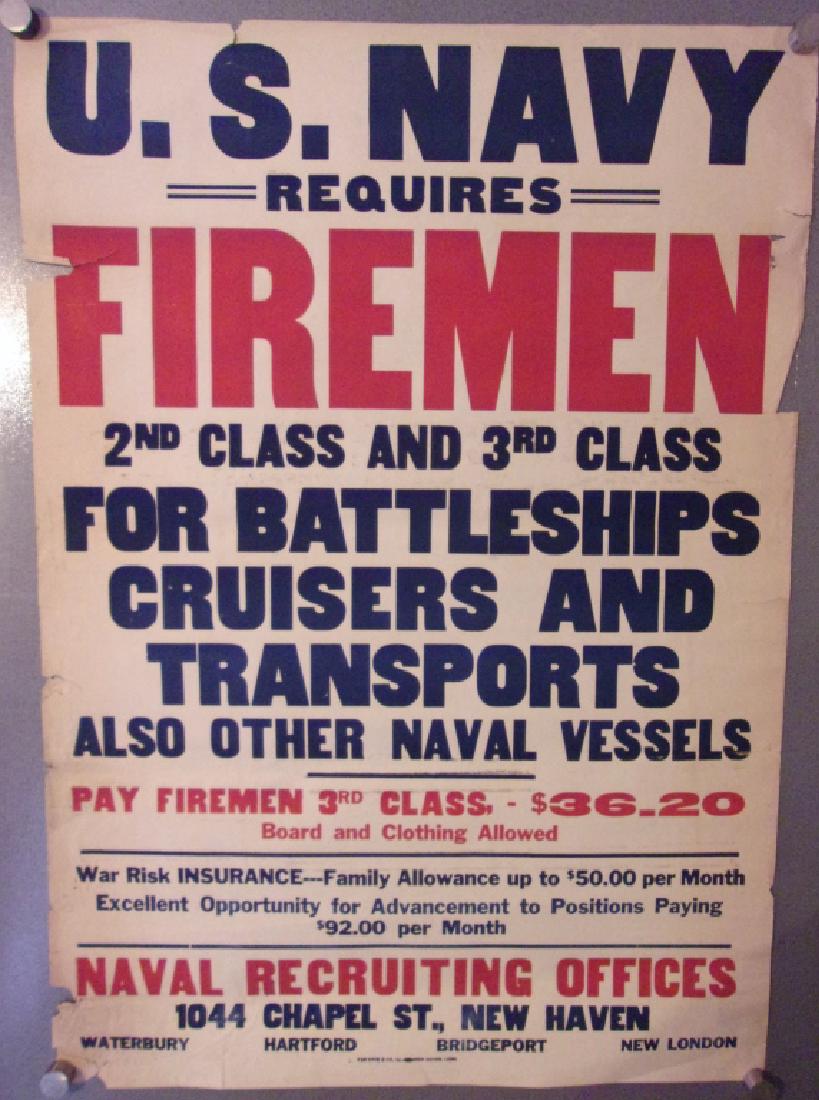 U. S. NAVY
REQUIRES
FIREMEN
2ND CLASS AND 3RD CLASS
FOR BATTLESHIPS
CRUISERS AND
TRANSPORTS
ALSO OTHER NAVAL VESSELS
PAY FIREMEN 3RD CLASS, - $36.20
Board and Clothing Allowed
War Risk INSURANCE---Family Allowance up to $50.00 per Month
Excellent Opportunity for Advancement to Positions Paying
$92.00 per Month
NAVAL RECRUITING OFFICES
1044 CHAPEL ST., NEW HAVEN
WATERBURY HARTFORD BRIDGEPORT NEW LONDON